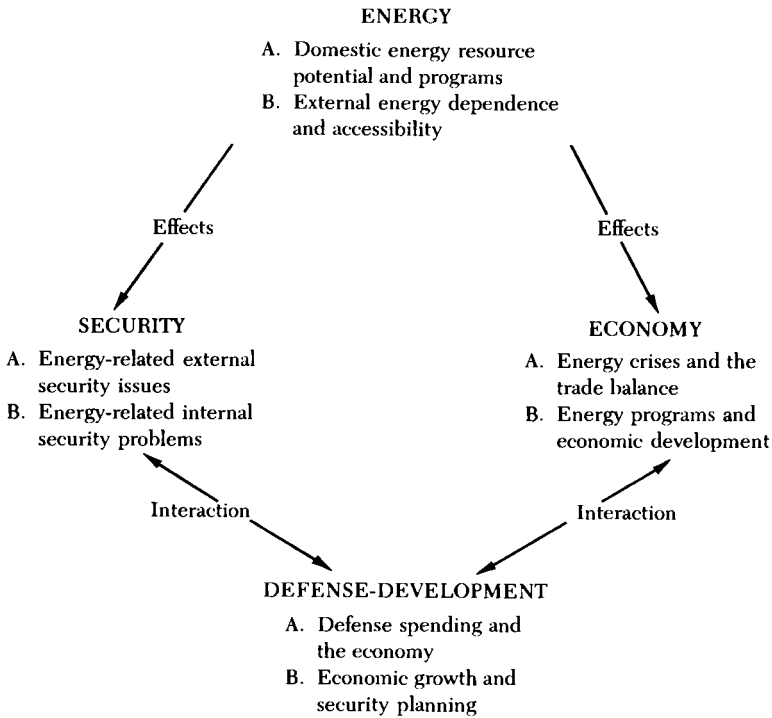 ENERGY
A. Domestic energy resource
potential and programs
B. External energy dependence
and accessibility
Effects
Effects
SECURITY
A. Energy-related external
security issues
B. Energy-related internal
security problems
ECONOMY
A. Energy crises and the
trade balance
B. Energy programs and
economic development
Interaction
Interaction
DEFENSE-DEVELOPMENT
A. Defense spending and
the economy
B. Economic growth and
security planning